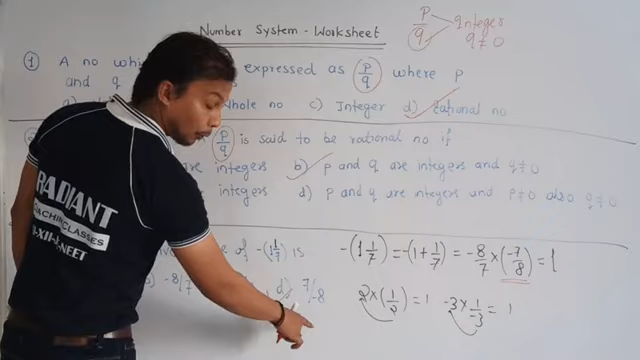 Number System - Worksheet
p/q Integer
q ≠ 0
① A no expressed as p/q where p
and q
a) Whole no c) Integer d) rational no
p/q is said to be rational no if
are integers b) p and q are integers and q≠0
integers d) p and q are integers and p≠0 also q≠0
of -(1 1/7) is
-(1 1/7) = -(1+1/7) = -8/7 × (-7/8) = 1
-8/7 d) 7/-8
2×(1/2) = 1 -3×1/-3 = 1
RADIANT
COACHING CLASSES
-XII-NEET